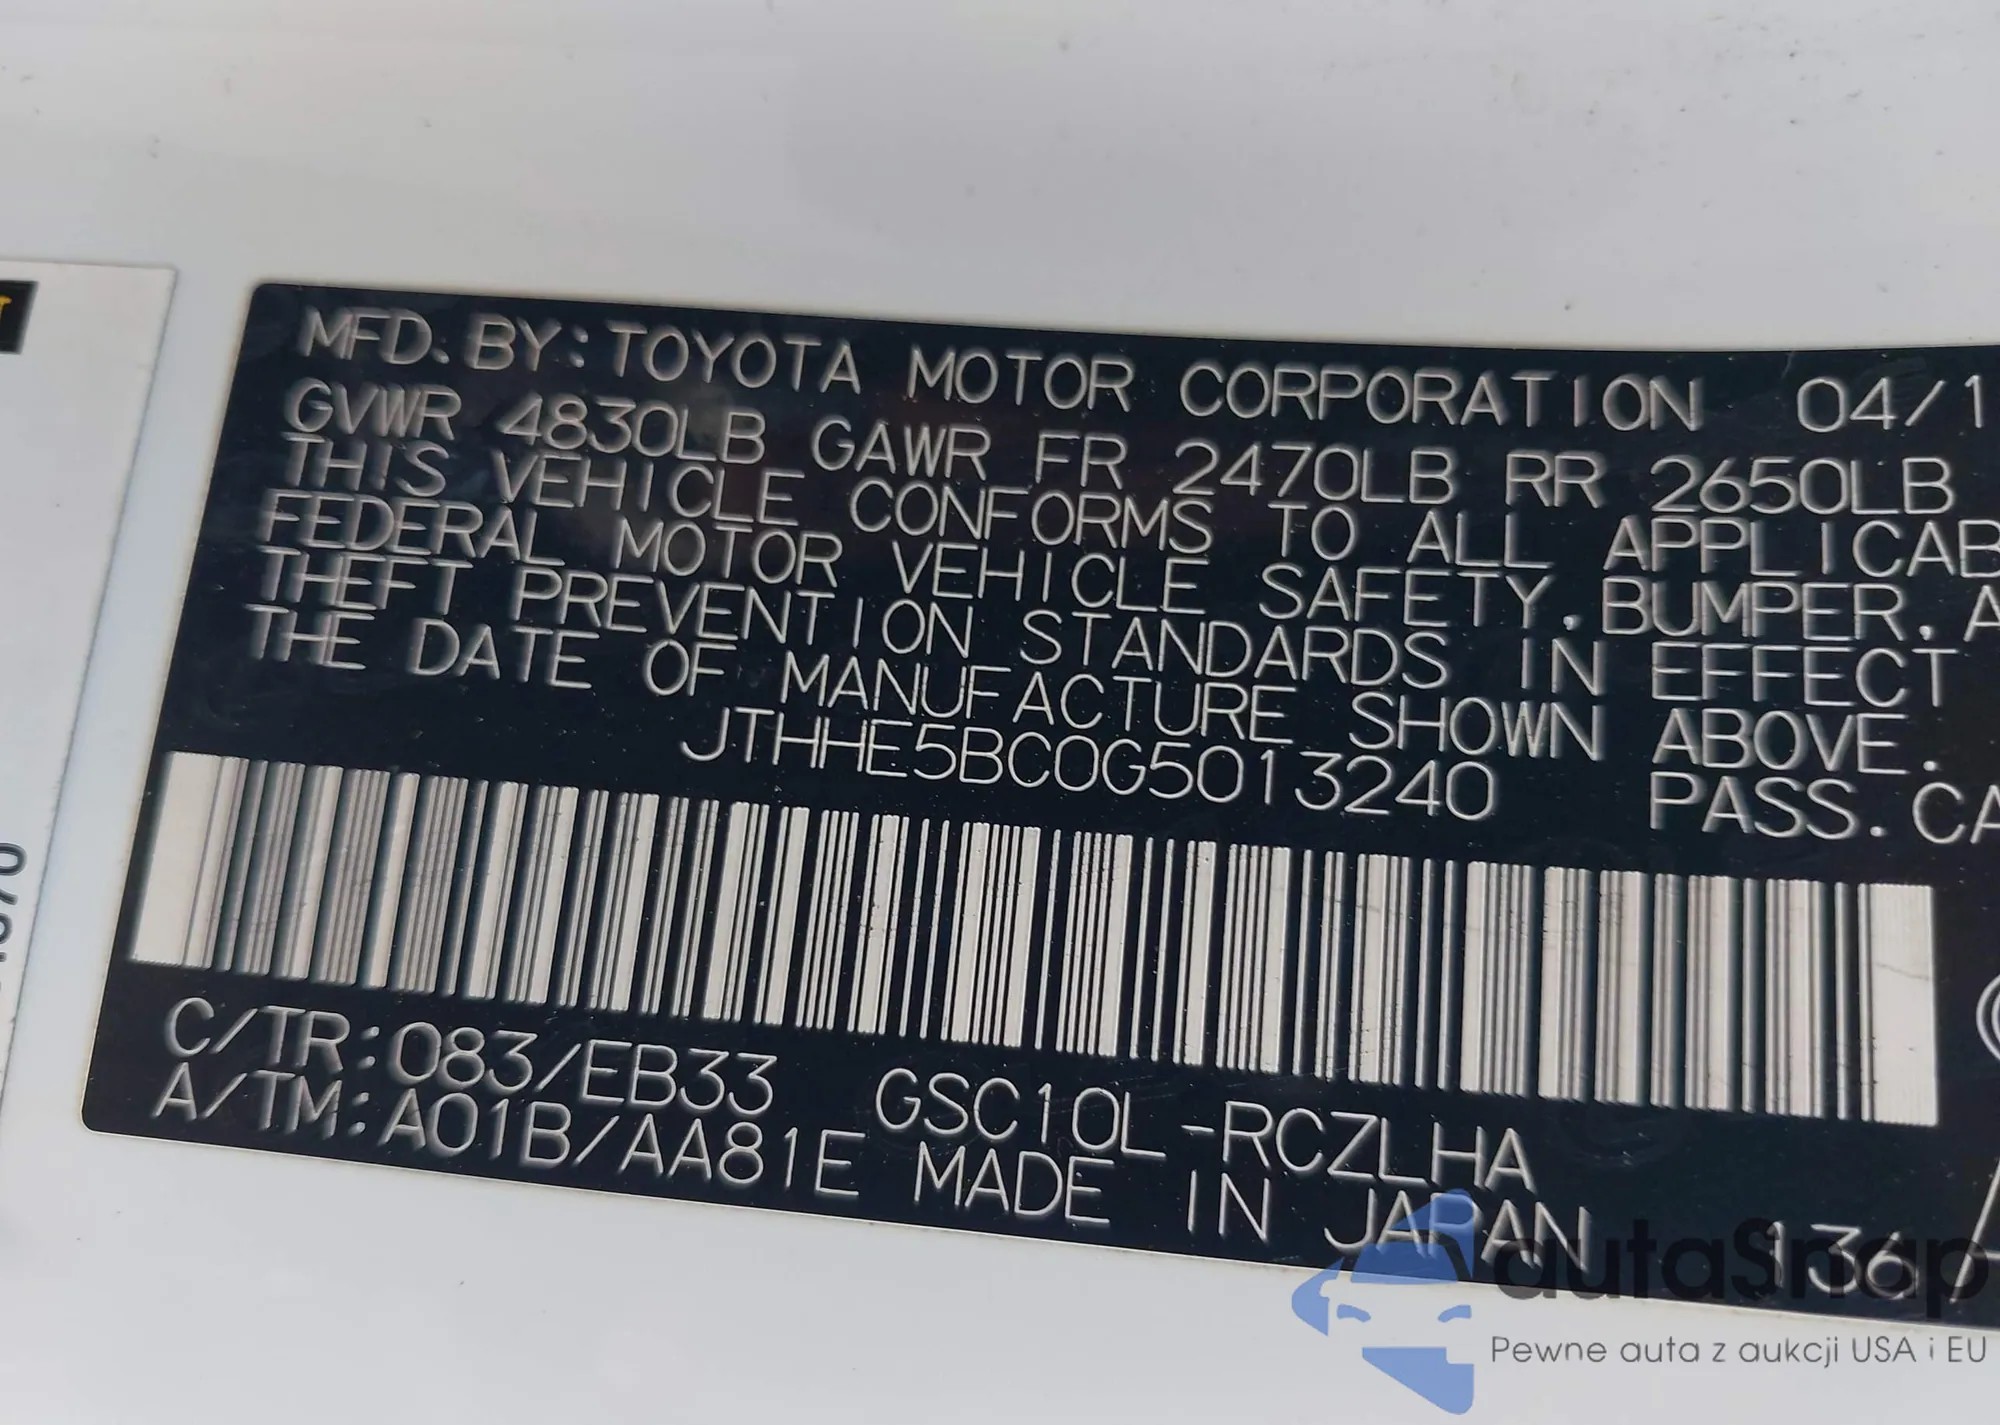 MFD. BY: TOYOTA MOTOR CORPORATION 04/1
GVWR 4830LB GAWR FR 2470LB RR 2650LB
THIS VEHICLE CONFORMS TO ALL APPLICAB
FEDERAL MOTOR VEHICLE SAFETY, BUMPER, A
THEFT PREVENTION STANDARDS IN EFFECT
THE DATE OF MANUFACTURE SHOWN ABOVE.
JTHHE5BC0G5013240 PASS. CA
C/TR: 083/EB33 GSC10L-RCZLHA
A/TM: A01B/AA81E MADE IN JAPAN 136/
autaSnap
Pewne auta z aukcji USA i EU